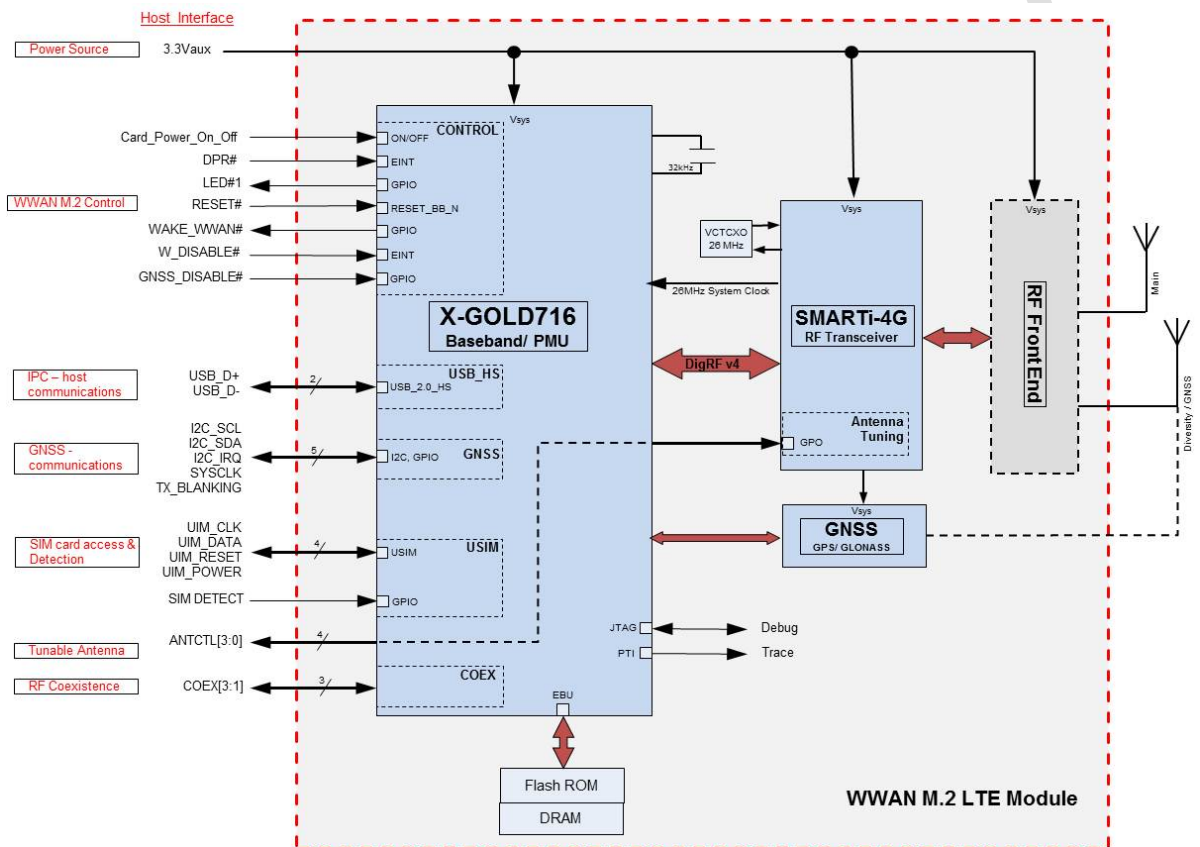 Host Interface
Power Source
3.3Vaux
Vsys
CONTROL
Card_Power_On_Off
ON/OFF
DPR#
EINT
LED#1
GPIO
WWAN M.2 Control
RESET#
RESET_BB_N
WAKE_WWAN#
GPIO
W_DISABLE#
EINT
GNSS_DISABLE#
GPIO
32kHz
X-GOLD716
Baseband/ PMU
VCTCXO
26 MHz
26MHz System Clock
Vsys
SMARTi-4G
RF Transceiver
DigRF v4
Vsys
RF FrontEnd
Main
Diversity / GNSS
IPC – host
communications
USB_D+
USB_D-
2
USB_HS
USB_2.0_HS
GNSS -
communications
I2C_SCL
I2C_SDA
I2C_IRQ
SYSCLK
TX_BLANKING
5
I2C, GPIO
GNSS
Antenna
Tuning
GPO
Vsys
GNSS
GPS/ GLONASS
SIM card access &
Detection
UIM_CLK
UIM_DATA
UIM_RESET
UIM_POWER
4
USIM
USIM
SIM DETECT
GPIO
Tunable Antenna
ANTCTL[3:0]
4
JTAG
Debug
PTI
Trace
RF Coexistence
COEX[3:1]
3
COEX
EBU
Flash ROM
DRAM
WWAN M.2 LTE Module